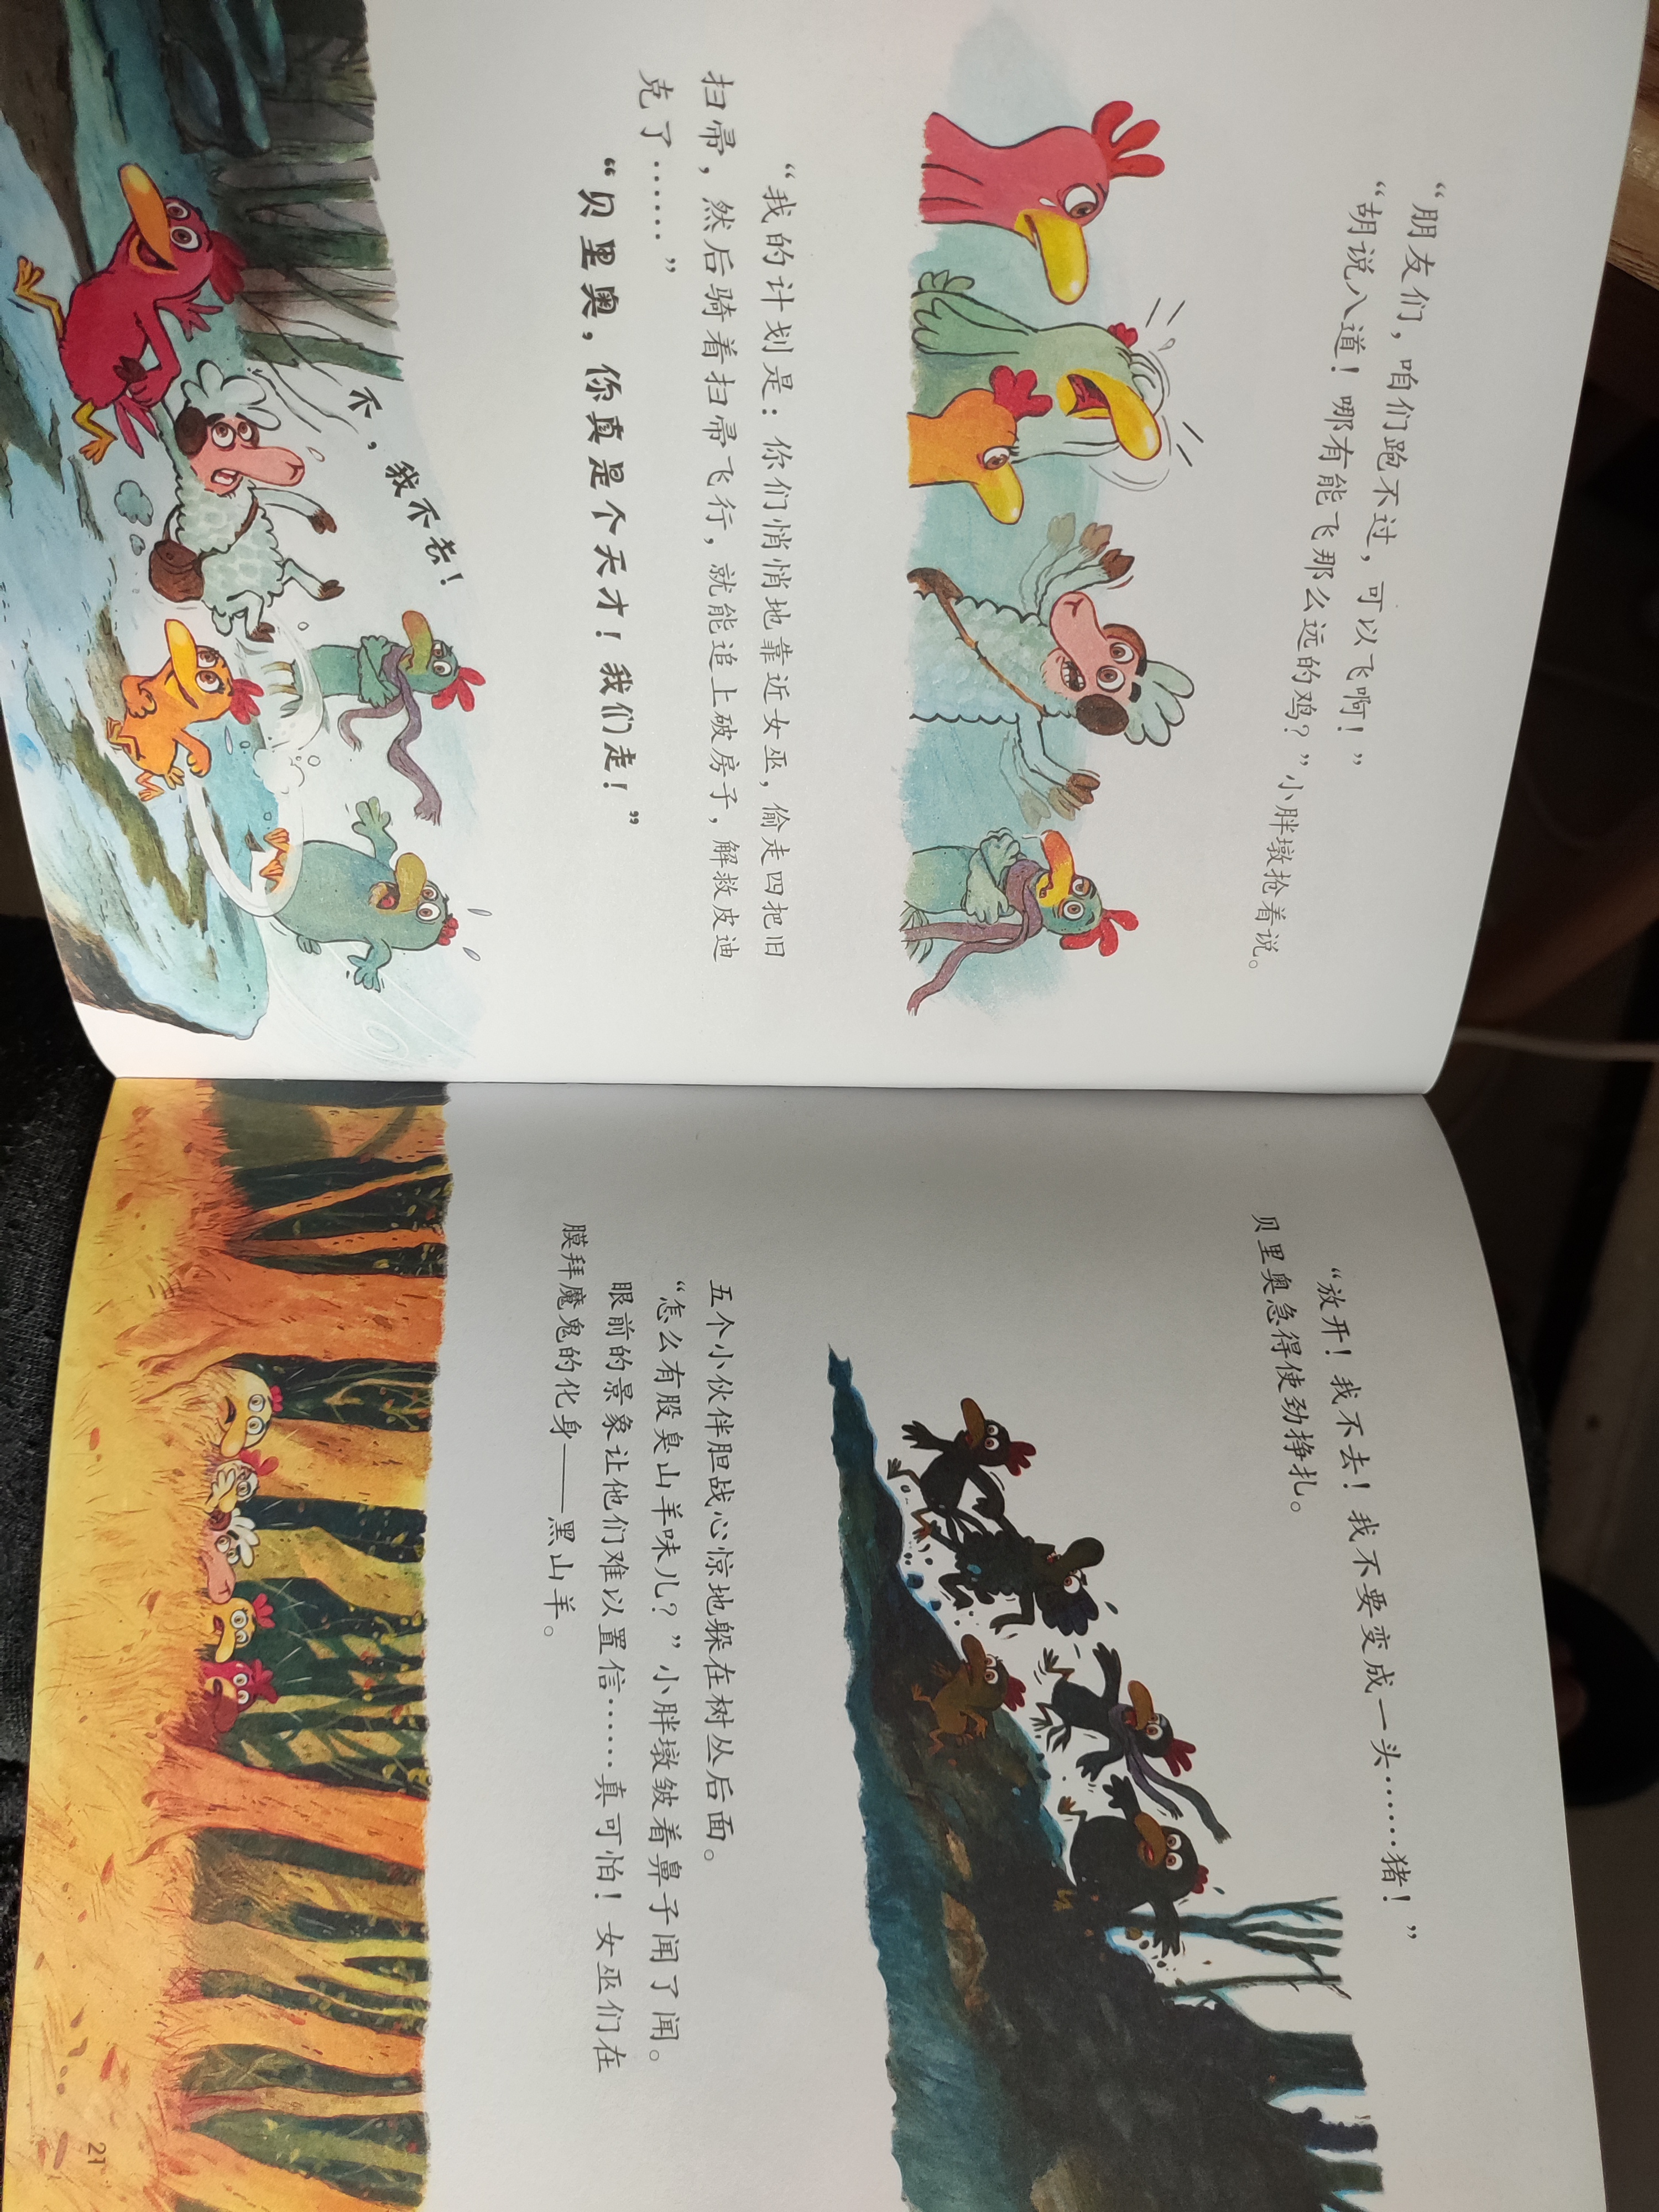 “朋友们，咱们跑不过，可以飞啊！”
“胡说八道！哪有能飞那么远的鸡？”小胖墩抢着说。
“我的计划是：你们悄悄地靠近女巫，偷走四把旧
扫帚，然后骑着扫帚飞行，就能追上破房子，解救皮迪
克了……”
“贝里奥，你真是个天才！我们走！”
不，我不去！
“放开！我不去！我不要变成一头……猪！”
贝里奥急得使劲挣扎。
五个小伙伴胆战心惊地躲在树丛后面。
“怎么有股臭山羊味儿？”小胖墩皱着鼻子闻了闻。
眼前的景象让他们难以置信……真可怕！女巫们在
膜拜魔鬼的化身——黑山羊。
21